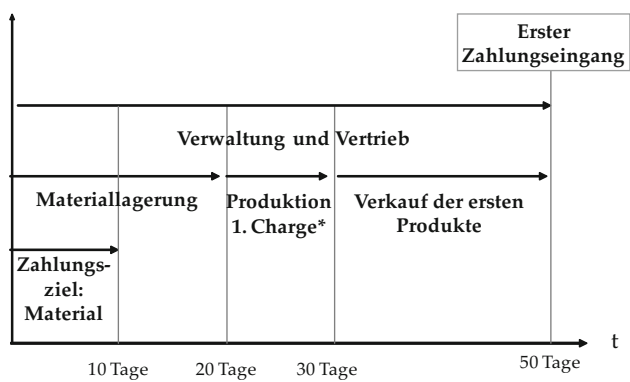 Erster
Zahlungseingang
Verwaltung und Vertrieb
Materiallagerung
Produktion
1. Charge*
Verkauf der ersten
Produkte
Zahlungs-
ziel:
Material
t
10 Tage
20 Tage
30 Tage
50 Tage